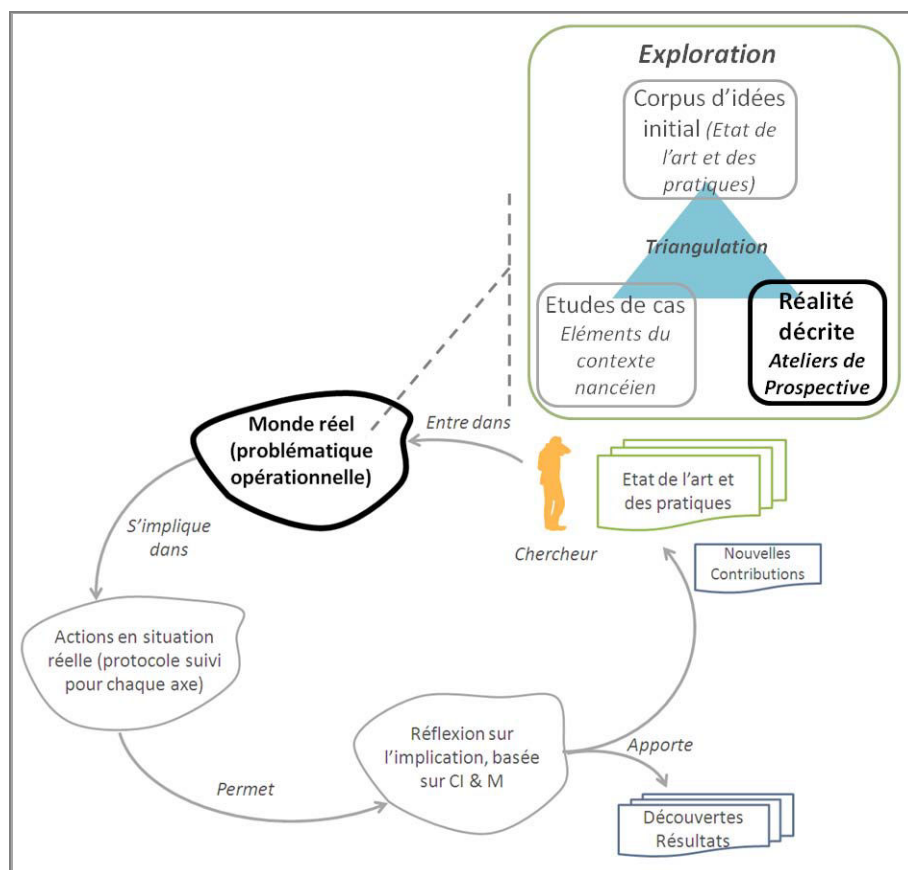 Exploration
Corpus d'idées
initial (Etat de
l'art et des
pratiques)
Triangulation
Etudes de cas
Eléments du
contexte
nancéien
Réalité
décrite
Ateliers de
Prospective
Monde réel
(problématique
opérationnelle)
Entre dans
Chercheur
Etat de l'art et
des pratiques
Nouvelles
Contributions
S'implique
dans
Actions en situation
réelle (protocole suivi
pour chaque axe)
Permet
Réflexion sur
l'implication, basée
sur CI & M
Apporte
Découvertes
Résultats